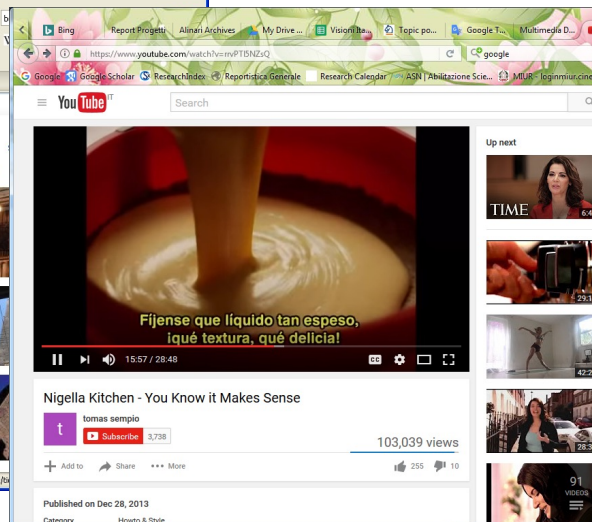 Bing
Report Progetti
Alinari Archives
My Drive ...
Visioni Ita...
Topic po...
Google T...
Multimedia D...
https://www.youtube.com/watch?v=rrvPTI5NZsQ
google
Google
Google Scholar
ResearchIndex
Reportistica Generale
Research Calendar
ASN | Abilitazione Scie...
MIUR - loginmiur.cine
YouTube IT
Search
Up next
TIME
6:4
Fíjense que líquido tan espeso,
¡qué textura, qué delicia!
15:57 / 28:48
CC
29:1
42:2
28:3
91
VIDEOS
Nigella Kitchen - You Know it Makes Sense
t
tomas sempio
Subscribe 3,738
103,039 views
Add to
Share
More
255
10
Published on Dec 28, 2013
Category
Howto & Style